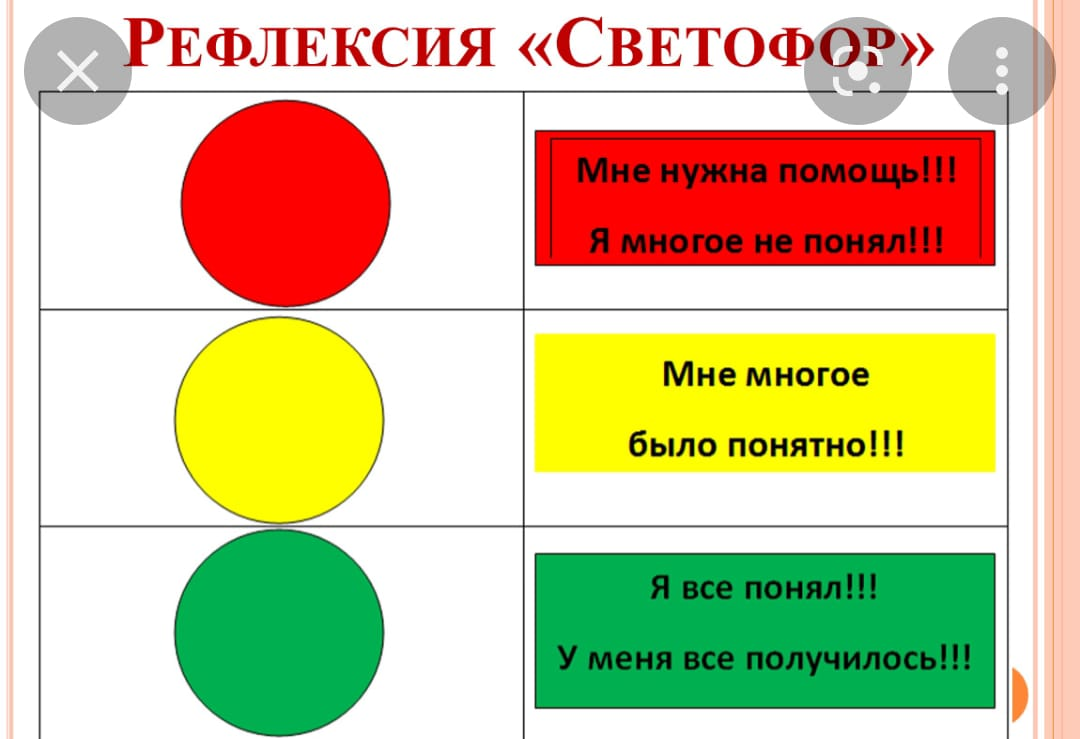 Рефлексия «Светофор»
Мне нужна помощь!!!
Я многое не понял!!!
Мне многое
было понятно!!!
Я все понял!!!
У меня все получилось!!!